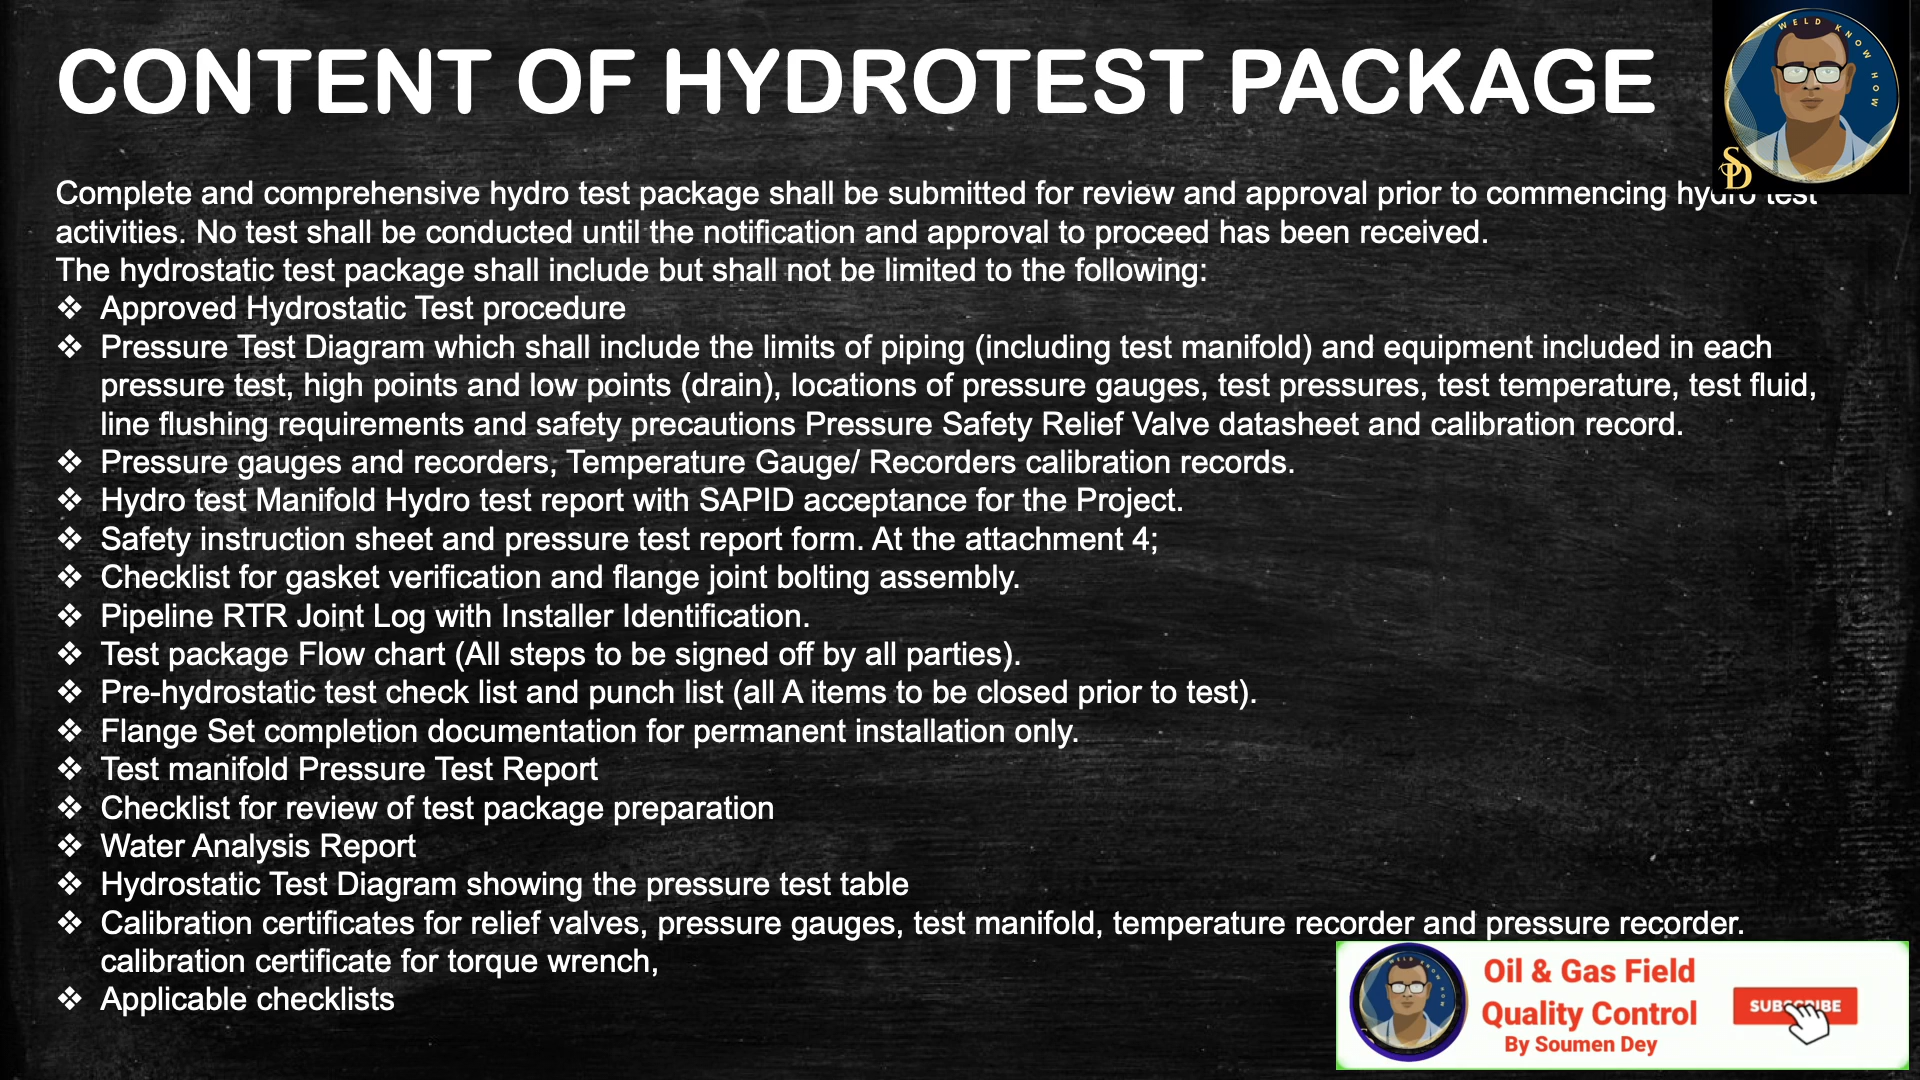 CONTENT OF HYDROTEST PACKAGE
WELD KNOW HOW
SD
Complete and comprehensive hydro test package shall be submitted for review and approval prior to commencing hydro test
activities. No test shall be conducted until the notification and approval to proceed has been received.
The hydrostatic test package shall include but shall not be limited to the following:
❖ Approved Hydrostatic Test procedure
❖ Pressure Test Diagram which shall include the limits of piping (including test manifold) and equipment included in each
pressure test, high points and low points (drain), locations of pressure gauges, test pressures, test temperature, test fluid,
line flushing requirements and safety precautions Pressure Safety Relief Valve datasheet and calibration record.
❖ Pressure gauges and recorders, Temperature Gauge/ Recorders calibration records.
❖ Hydro test Manifold Hydro test report with SAPID acceptance for the Project.
❖ Safety instruction sheet and pressure test report form. At the attachment 4;
❖ Checklist for gasket verification and flange joint bolting assembly.
❖ Pipeline RTR Joint Log with Installer Identification.
❖ Test package Flow chart (All steps to be signed off by all parties).
❖ Pre-hydrostatic test check list and punch list (all A items to be closed prior to test).
❖ Flange Set completion documentation for permanent installation only.
❖ Test manifold Pressure Test Report
❖ Checklist for review of test package preparation
❖ Water Analysis Report
❖ Hydrostatic Test Diagram showing the pressure test table
❖ Calibration certificates for relief valves, pressure gauges, test manifold, temperature recorder and pressure recorder.
calibration certificate for torque wrench,
❖ Applicable checklists
WELD KNOW HOW
Oil & Gas Field
Quality Control
By Soumen Dey
SUBSCRIBE